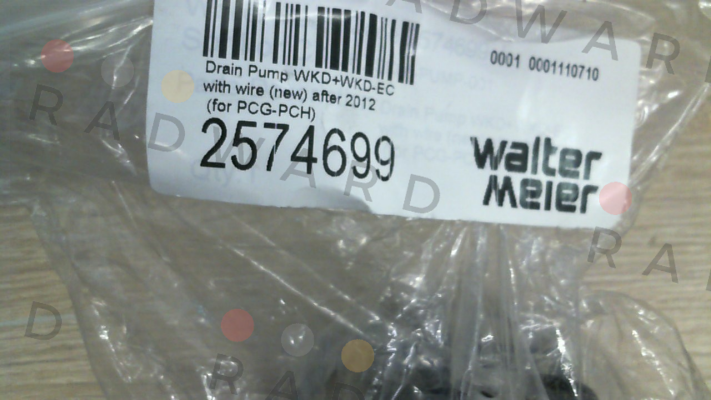 0001 0001110710
Drain Pump WKD+WKD-EC
with wire (new) after 2012
(for PCG-PCH)
2574699
walter
meier
RADWARD
RADWARD